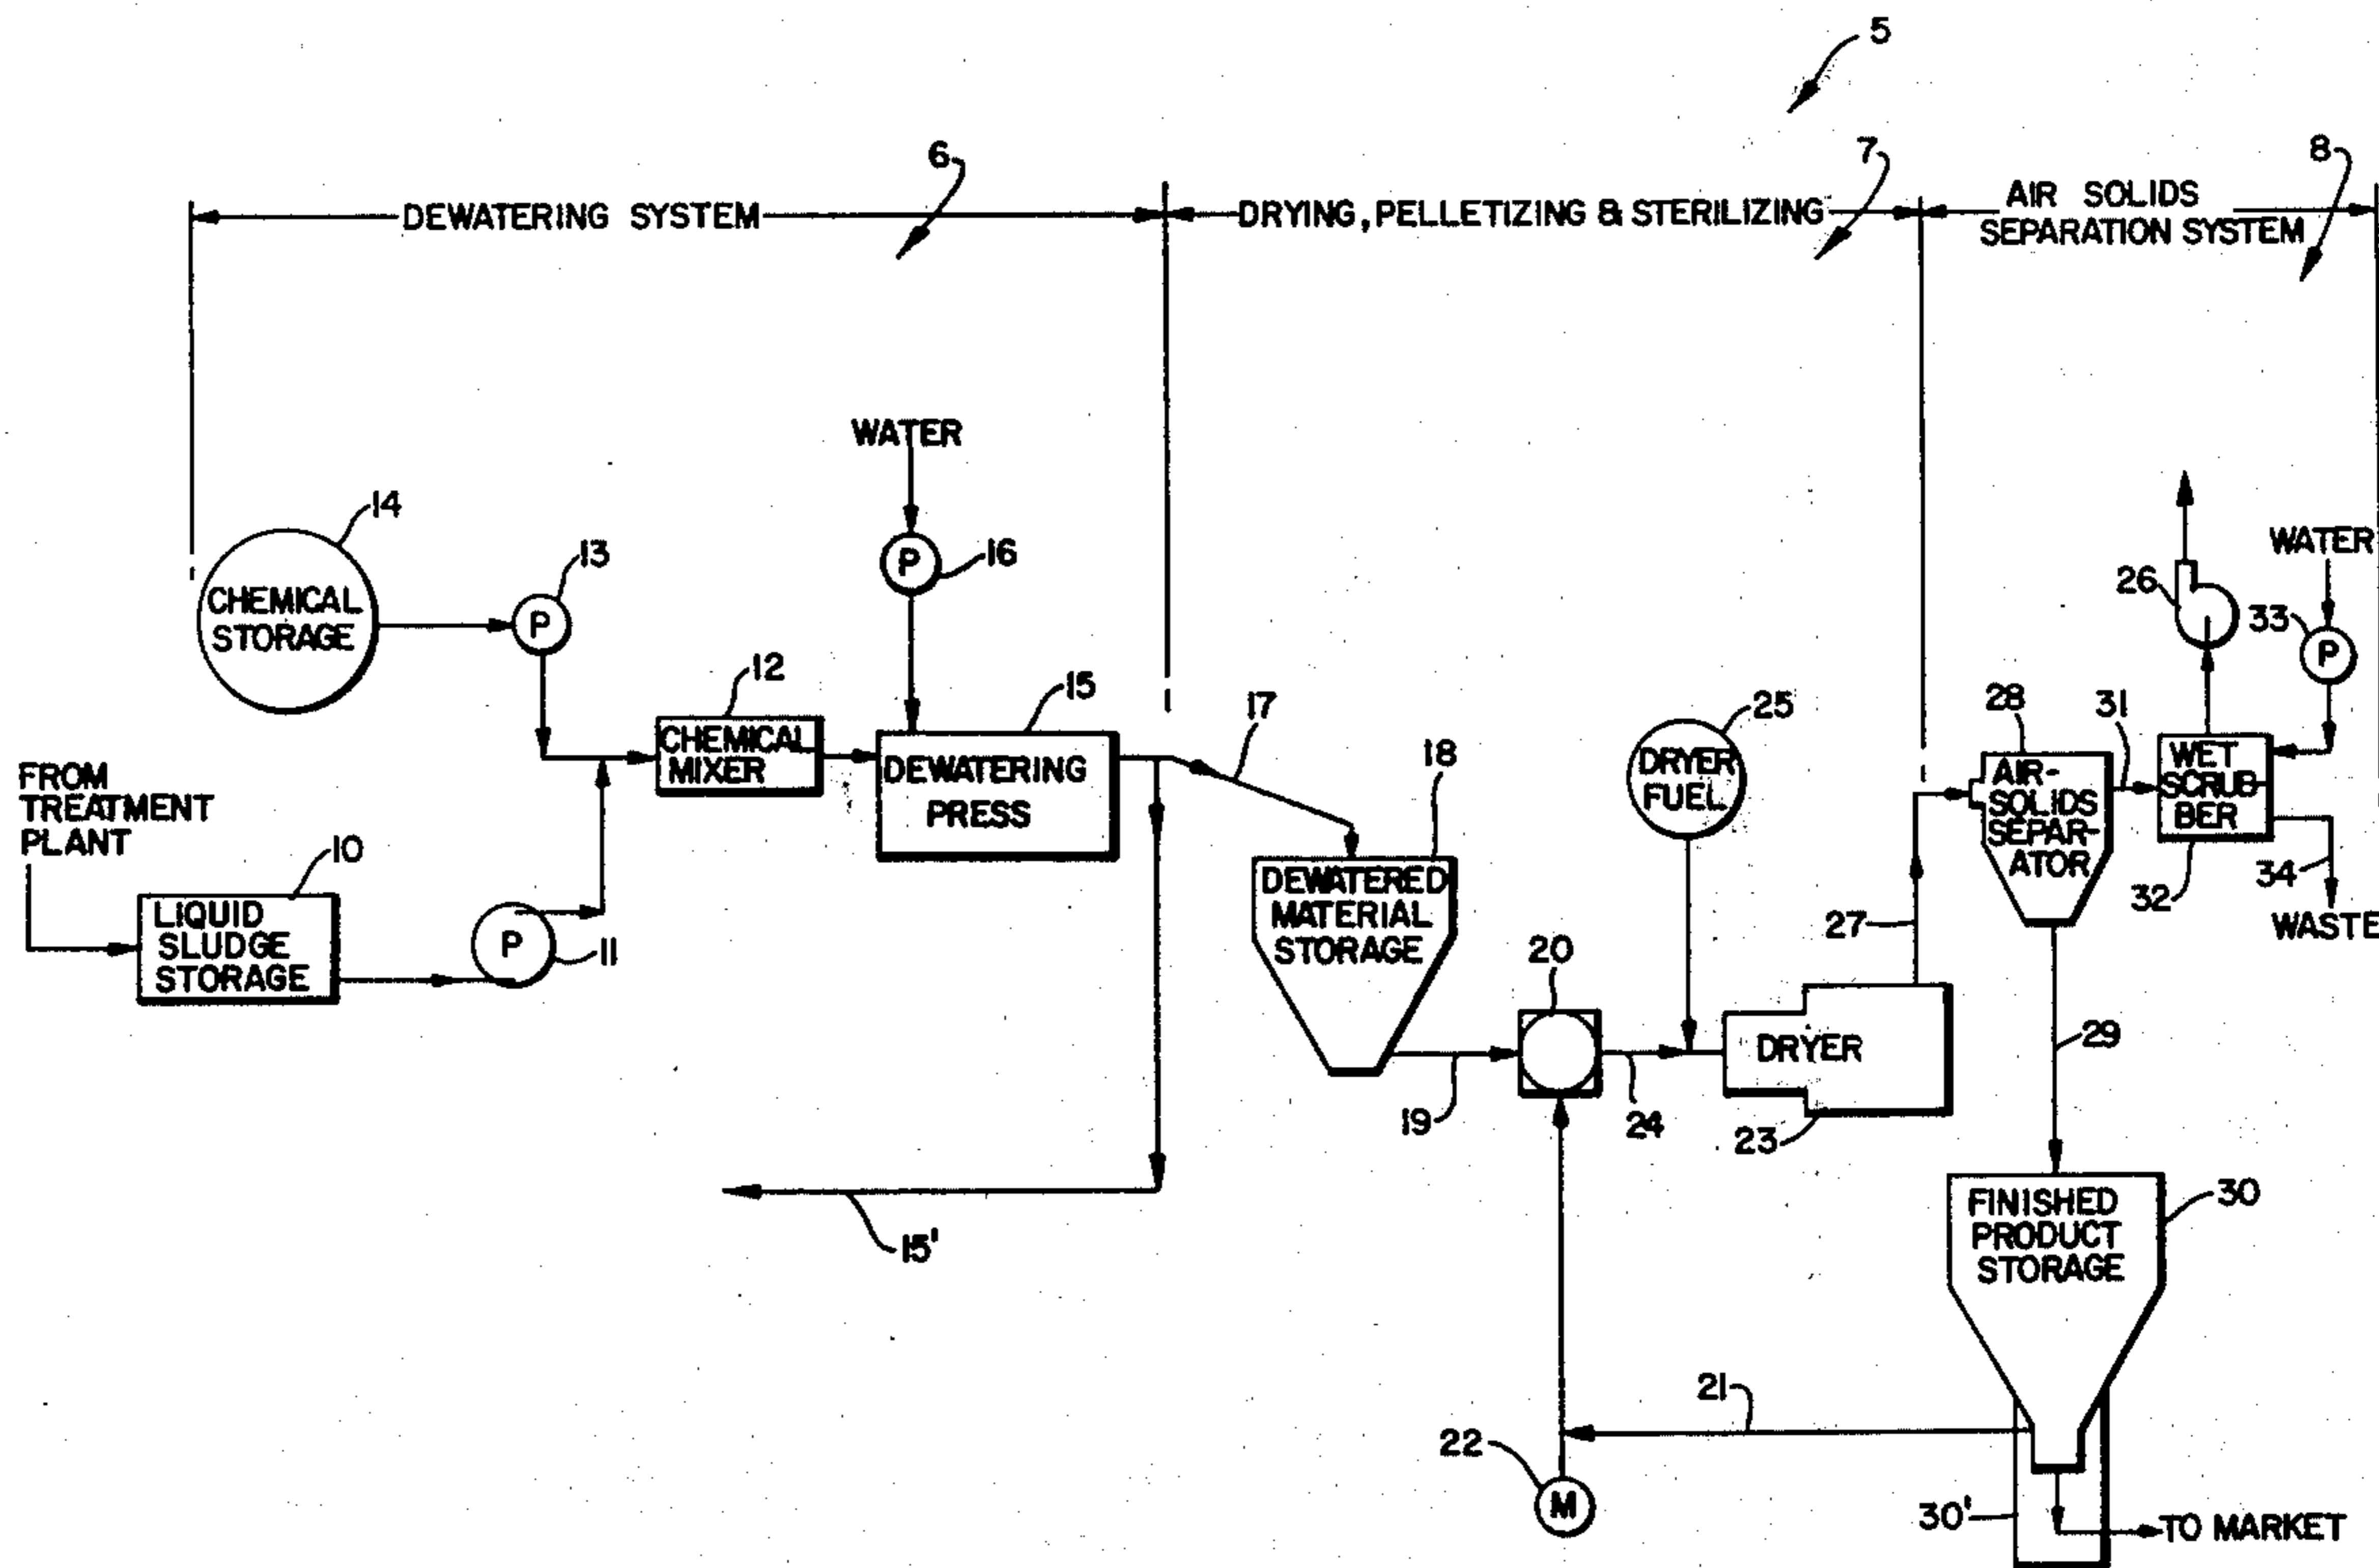 5
6
7
8
DEWATERING SYSTEM
DRYING, PELLETIZING & STERILIZING
AIR SOLIDS
SEPARATION SYSTEM
WATER
14
13
P
16
CHEMICAL
STORAGE
P
12
15
17
CHEMICAL
MIXER
DEWATERING
PRESS
FROM
TREATMENT
PLANT
10
LIQUID
SLUDGE
STORAGE
P
11
15'
18
DEWATERED
MATERIAL
STORAGE
19
20
25
DRYER
FUEL
24
DRYER
23
27
28
AIR-
SOLIDS
SEPAR-
ATOR
31
26
WATER
33
P
WET
SCRUB-
BER
32
34
WASTE
29
FINISHED
PRODUCT
STORAGE
30
21
22
M
30'
TO MARKET